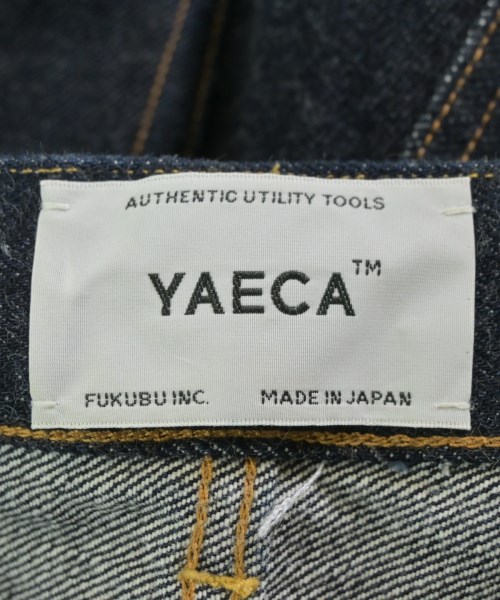 AUTHENTIC UTILITY TOOLS
YAECA™
FUKUBU INC. MADE IN JAPAN